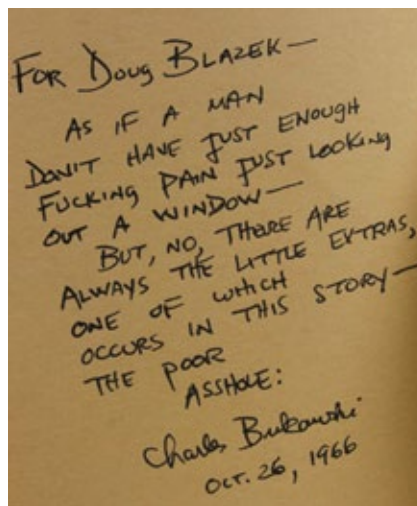 FOR DOUG BLAZEK—
AS IF A MAN
DON'T HAVE JUST ENOUGH
FUCKING PAIN JUST LOOKING
OUT A WINDOW—
BUT, NO, THERE ARE
ALWAYS THE LITTLE EXTRAS,
ONE OF WHICH
OCCURS IN THIS STORY—
THE POOR
ASSHOLE:
Charles Bukowski
OCT. 26, 1966